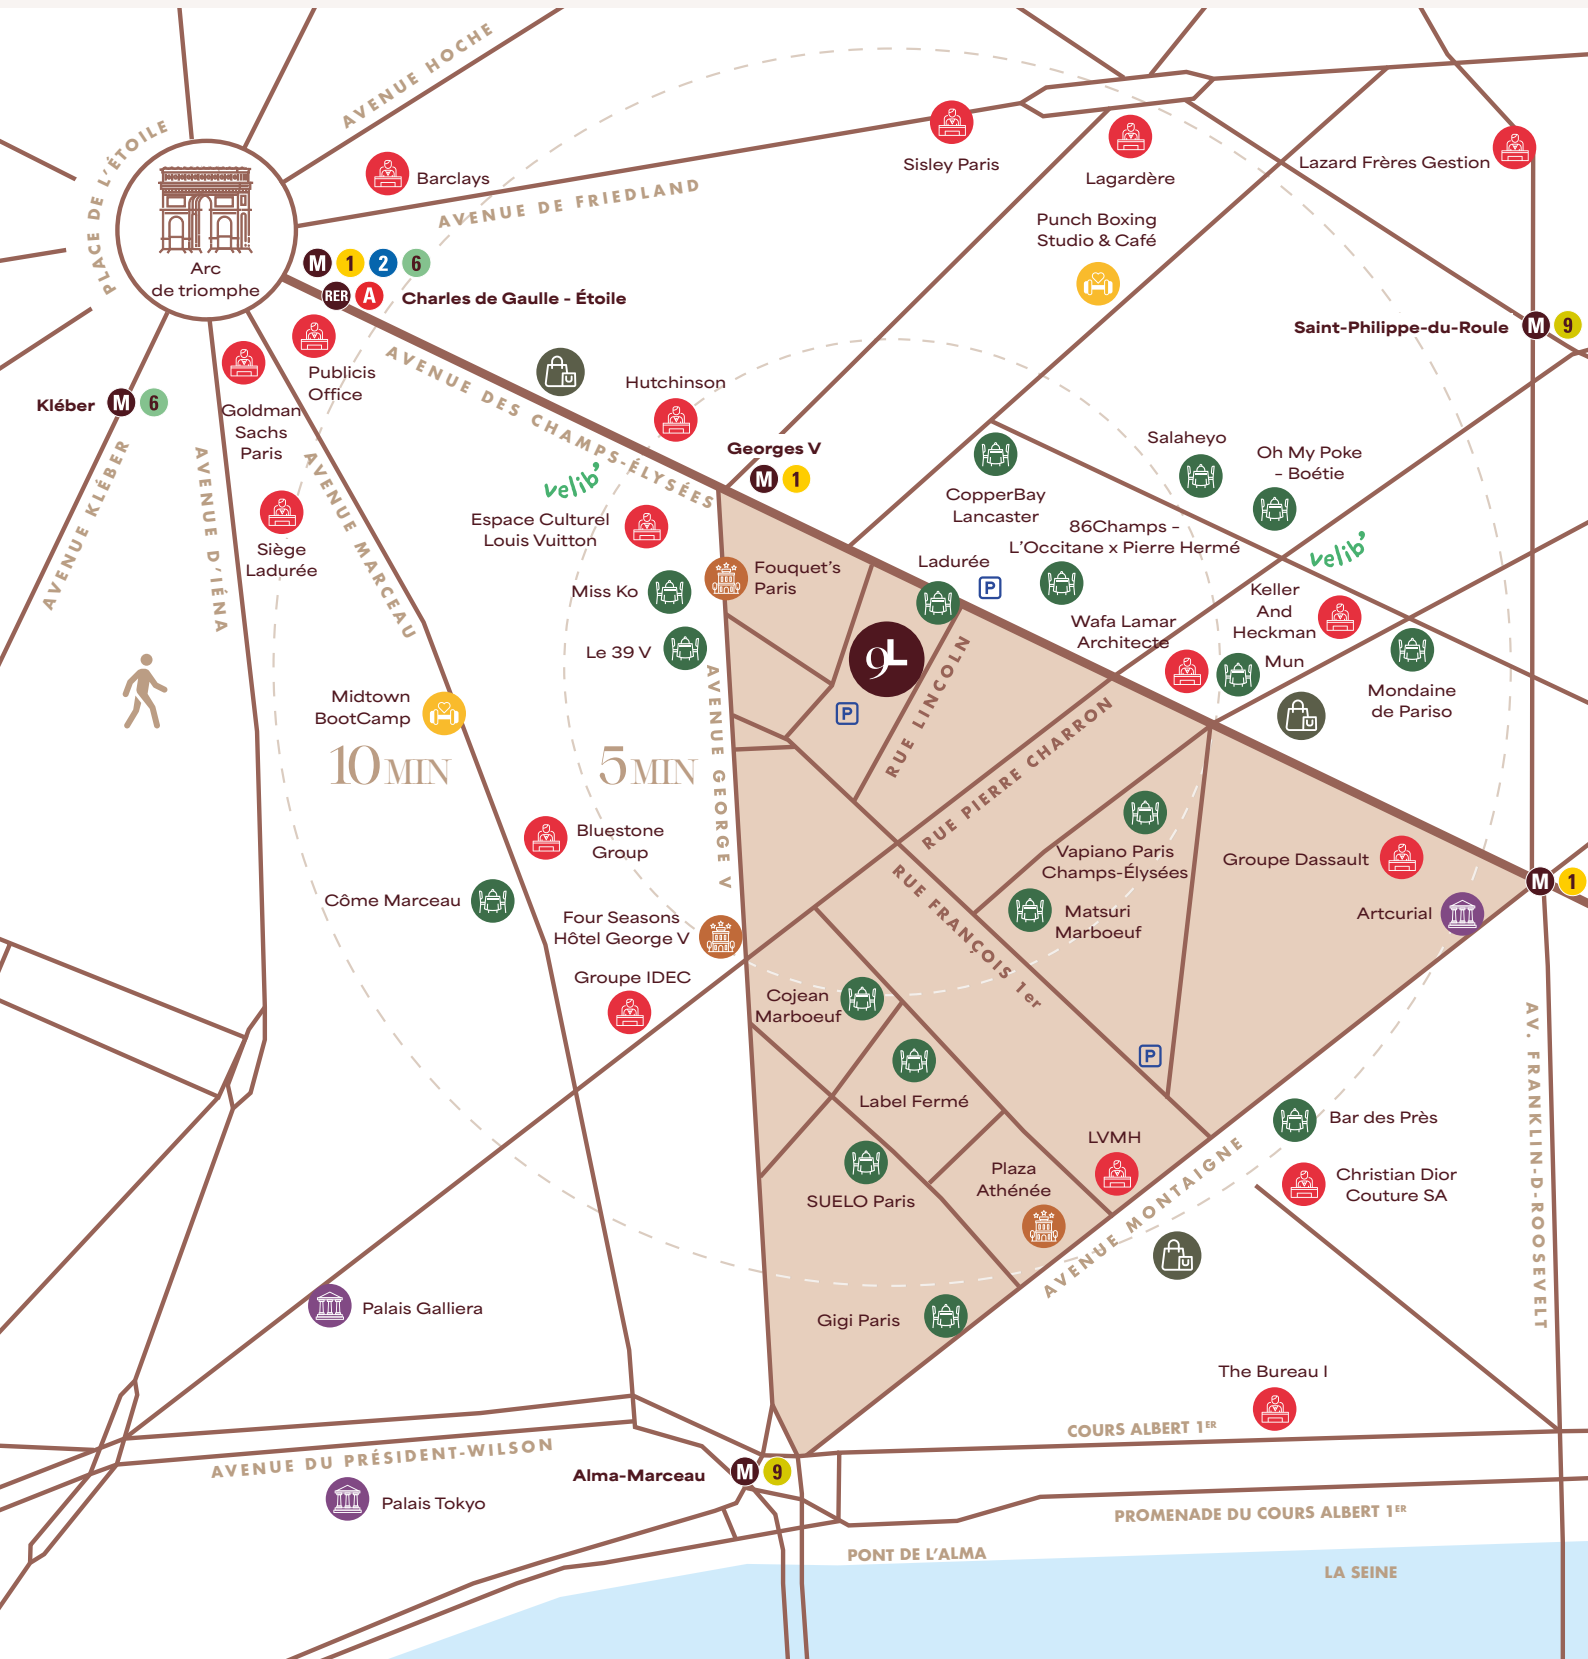 AVENUE HOCHE
PLACE DE L'ÉTOILE
Arc
de triomphe
Barclays
AVENUE DE FRIEDLAND
Sisley Paris
Lagardère
Lazard Frères Gestion
Punch Boxing
Studio & Café
M 1 2 6
RER A
Charles de Gaulle - Étoile
Saint-Philippe-du-Roule M 9
Publicis
Office
Kléber M 6
Goldman
Sachs
Paris
AVENUE DES CHAMPS-ÉLYSÉES
Hutchinson
Georges V
M 1
AVENUE KLÉBER
AVENUE D'IÉNA
AVENUE MARCEAU
velib'
Siège
Ladurée
Espace Culturel
Louis Vuitton
CopperBay
Lancaster
Salaheyo
Oh My Poke
- Boétie
86Champs -
L'Occitane x Pierre Hermé
velib'
Ladurée
P
Fouquet's
Paris
Miss Ko
Le 39 V
Keller
And
Heckman
Wafa Lamar
Architecte
Mun
Mondaine
de Pariso
9L
P
RUE LINCOLN
Midtown
BootCamp
10 MIN
5 MIN
AVENUE GEORGE V
RUE PIERRE CHARRON
Bluestone
Group
Vapiano Paris
Champs-Élysées
Groupe Dassault
M 1
Côme Marceau
Four Seasons
Hôtel George V
RUE FRANÇOIS 1er
Matsuri
Marboeuf
Artcurial
Groupe IDEC
Cojean
Marboeuf
P
Label Fermé
AV. FRANKLIN-D-ROOSEVELT
Bar des Près
LVMH
Plaza
Athénée
SUELO Paris
AVENUE MONTAIGNE
Christian Dior
Couture SA
Palais Galliera
Gigi Paris
The Bureau I
COURS ALBERT 1ER
AVENUE DU PRÉSIDENT-WILSON
Alma-Marceau M 9
Palais Tokyo
PROMENADE DU COURS ALBERT 1ER
PONT DE L'ALMA
LA SEINE